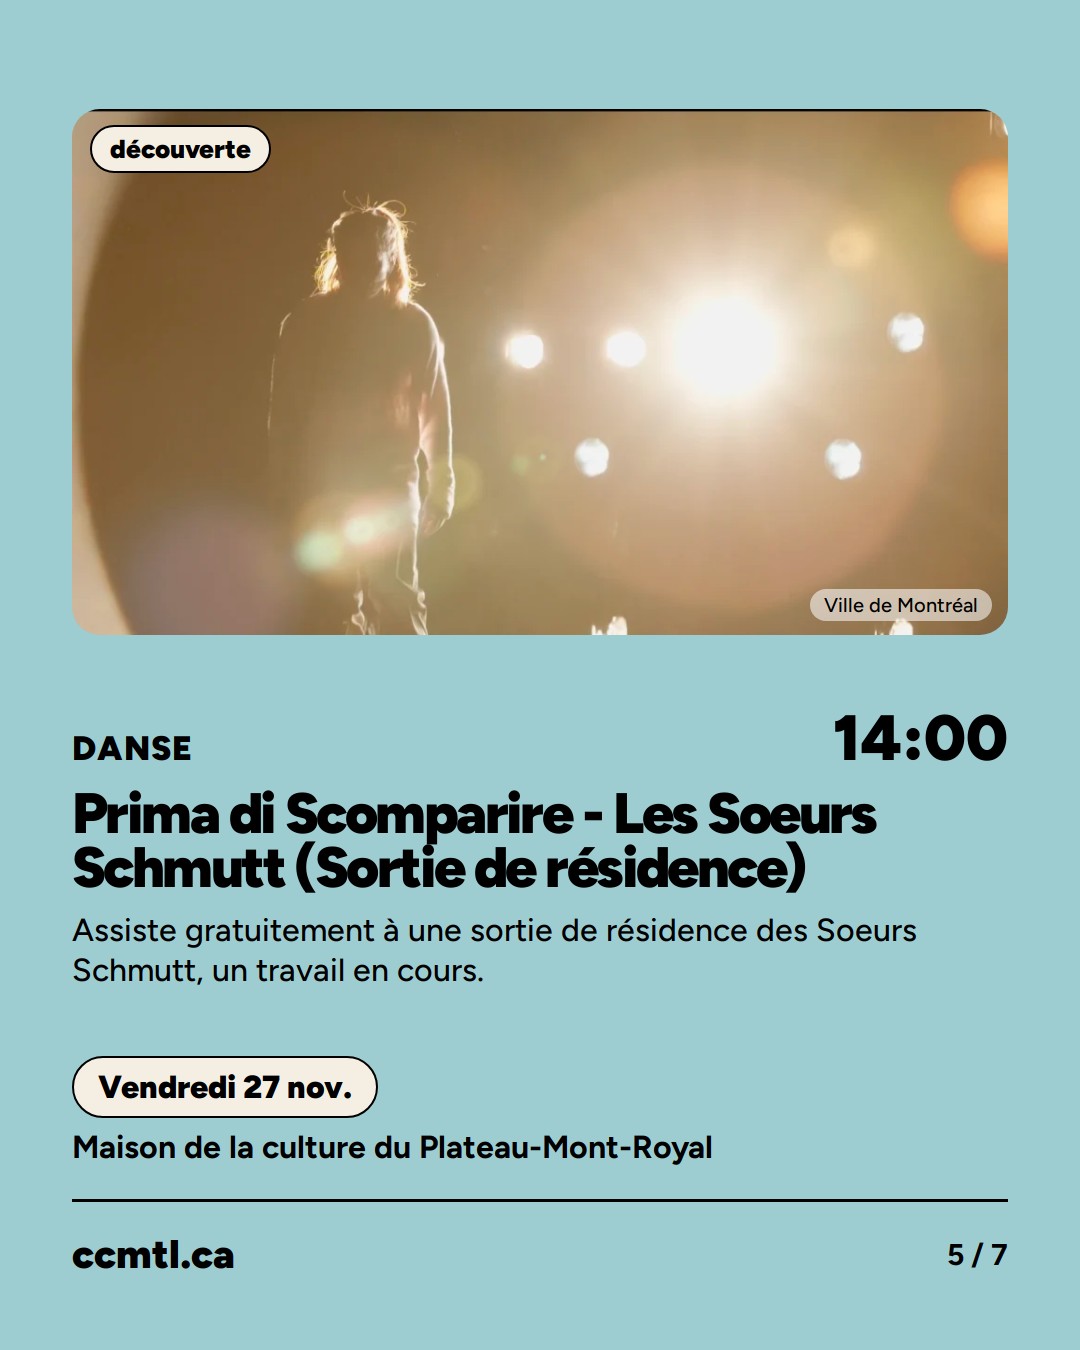 découverte
Ville de Montréal
DANSE
14:00
Prima di Scomparire - Les Soeurs
Schmutt (Sortie de résidence)
Assiste gratuitement à une sortie de résidence des Soeurs
Schmutt, un travail en cours.
Vendredi 27 nov.
Maison de la culture du Plateau-Mont-Royal
ccmtl.ca
5 / 7